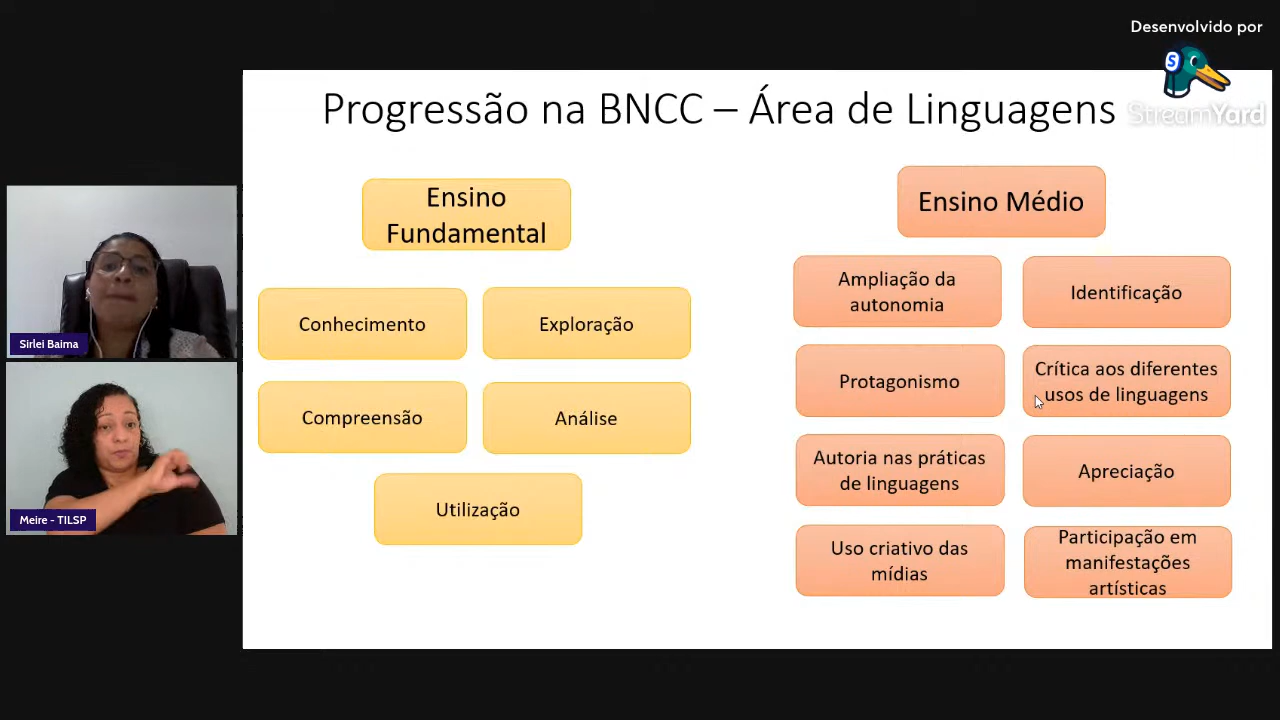 Desenvolvido por
StreamYard
Progressão na BNCC – Área de Linguagens
Ensino
Fundamental
Conhecimento
Exploração
Compreensão
Análise
Utilização
Ensino Médio
Ampliação da
autonomia
Identificação
Protagonismo
Crítica aos diferentes
usos de linguagens
Autoria nas práticas
de linguagens
Apreciação
Uso criativo das
mídias
Participação em
manifestações
artísticas
Sirlei Baima
Meire - TILSP